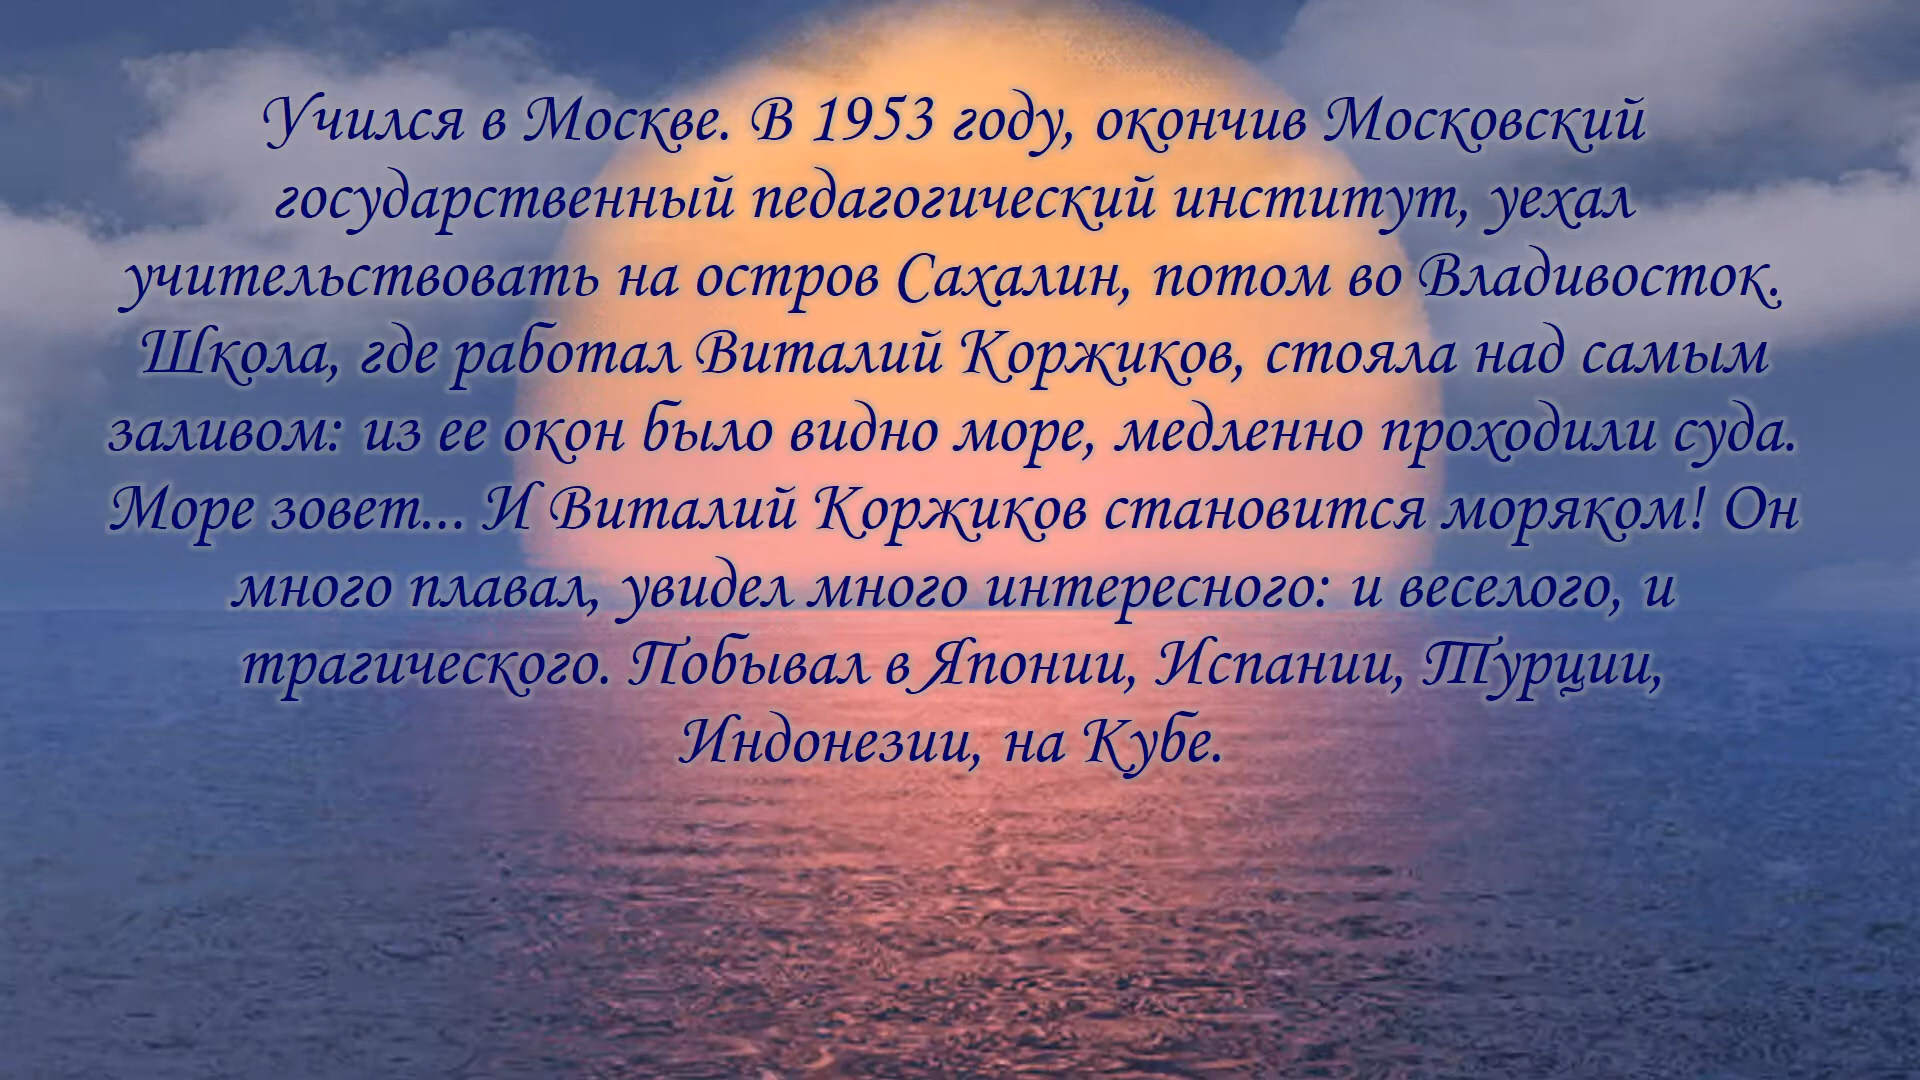 Учился в Москве. В 1953 году, окончив Московский
государственный педагогический институт, уехал
учительствовать на остров Сахалин, потом во Владивосток.
Школа, где работал Виталий Коржиков, стояла над самым
заливом: из ее окон было видно море, медленно проходили суда.
Море зовет... И Виталий Коржиков становится моряком! Он
много плавал, увидел много интересного: и веселого, и
трагического. Побывал в Японии, Испании, Турции,
Индонезии, на Кубе.